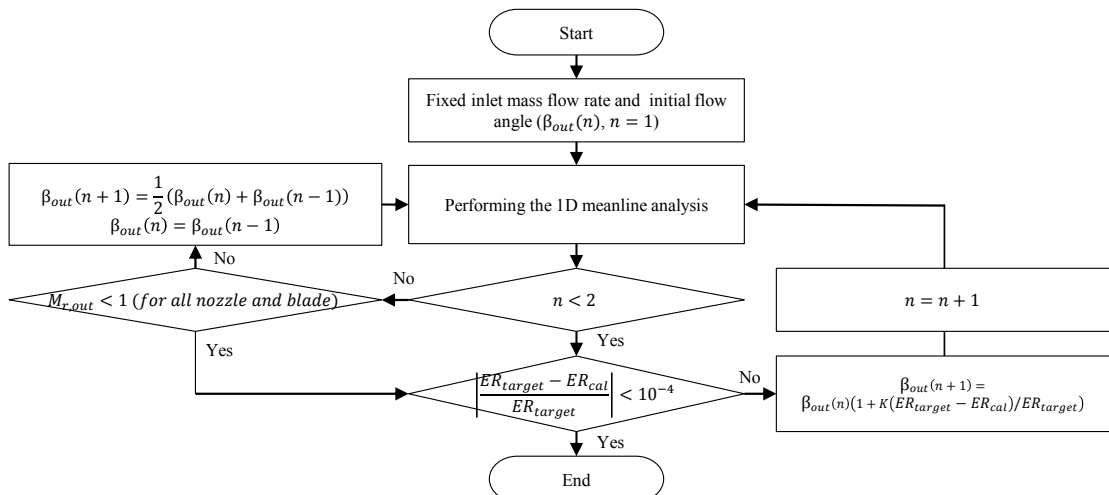 Start
Fixed inlet mass flow rate and initial flow
angle (β_out(n), n = 1)
β_out(n + 1) = 1/2 (β_out(n) + β_out(n − 1))
β_out(n) = β_out(n − 1)
Performing the 1D meanline analysis
No
No
M_r,out < 1 (for all nozzle and blade)
n < 2
n = n + 1
Yes
Yes
|ER_target − ER_cal / ER_target| < 10^−4
No
β_out(n + 1) =
β_out(n)(1 + K(ER_target − ER_cal)/ER_target)
Yes
End